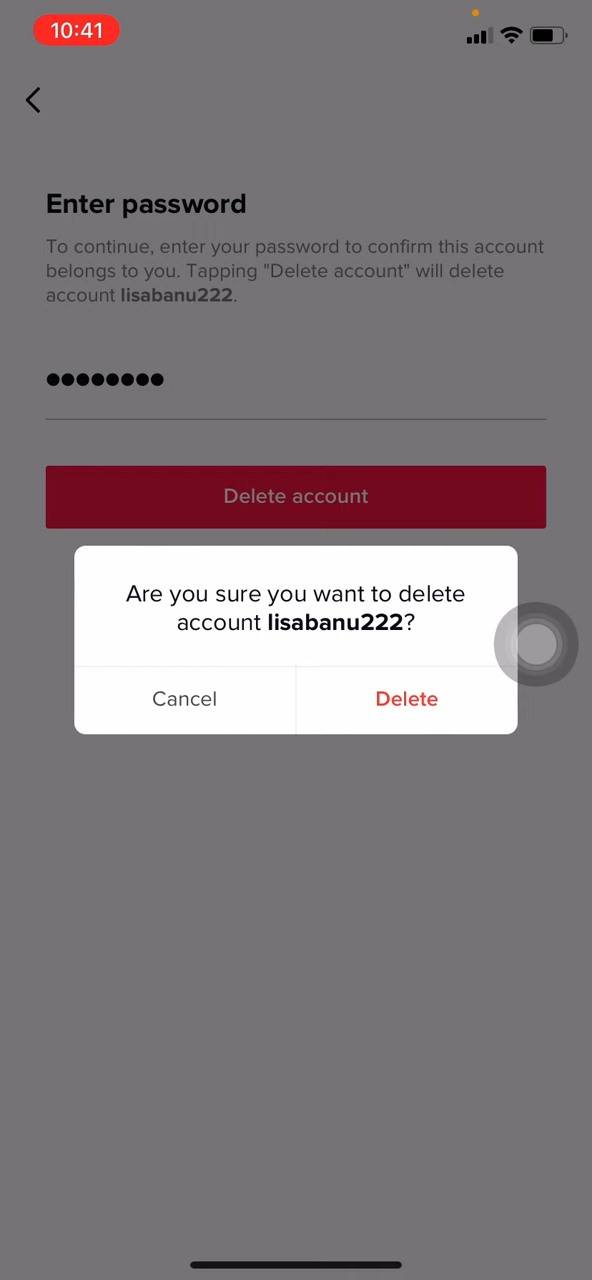 10:41
Enter password
To continue, enter your password to confirm this account
belongs to you. Tapping "Delete account" will delete
account lisabanu222.
Delete account
Are you sure you want to delete
account lisabanu222?
Cancel
Delete